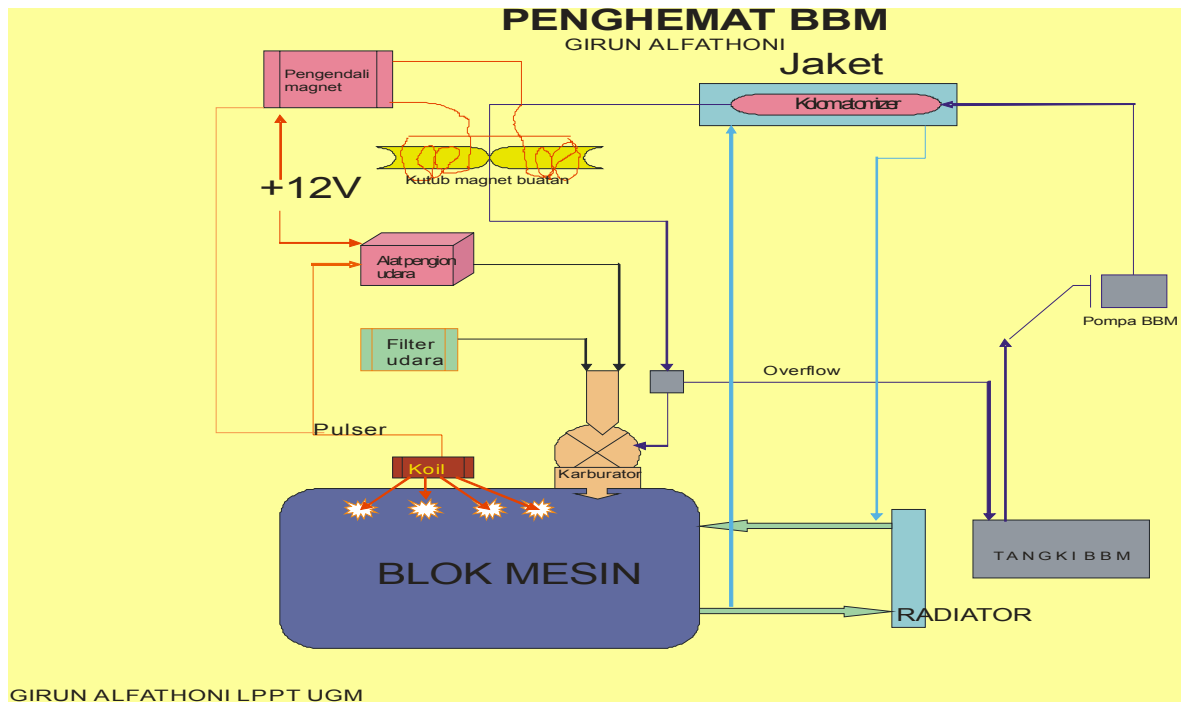 PENGHEMAT BBM
GIRUN ALFATHONI
Jaket
Pengendali
magnet
Kutub magnet buatan
+12V
Alat pengion
udara
Filter
udara
Pompa BBM
Overflow
Pulser
Koil
Karburator
BLOK MESIN
TANGKI BBM
RADIATOR
GIRUN ALFATHONI LPPT UGM